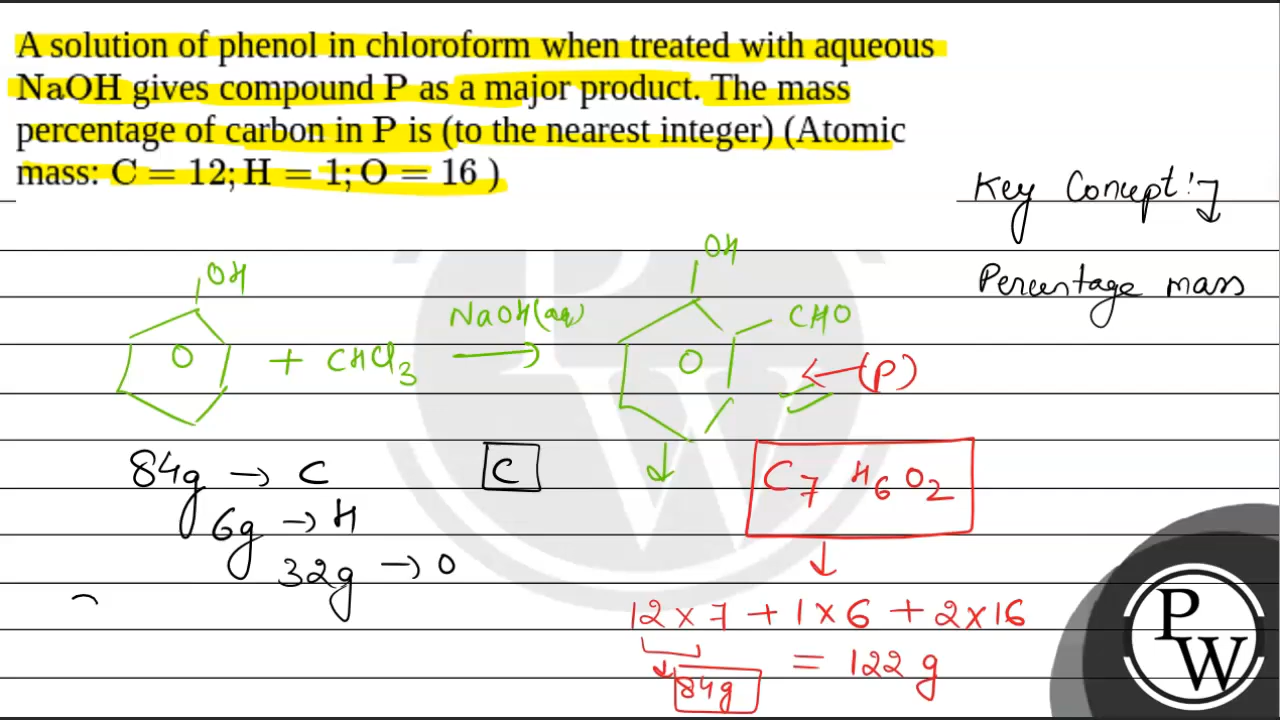 A solution of phenol in chloroform when treated with aqueous
NaOH gives compound P as a major product. The mass
percentage of carbon in P is (to the nearest integer) (Atomic
mass: C = 12; H = 1; O = 16 )
Key Concept:
Percentage mass
OH
+ CHCl3
NaOH(aq)
OH
CHO
(P)
84g → C
6g → H
32g → O
C
C7 H6 O2
12 × 7 + 1 × 6 + 2 × 16
= 122 g
84g
PW
PW